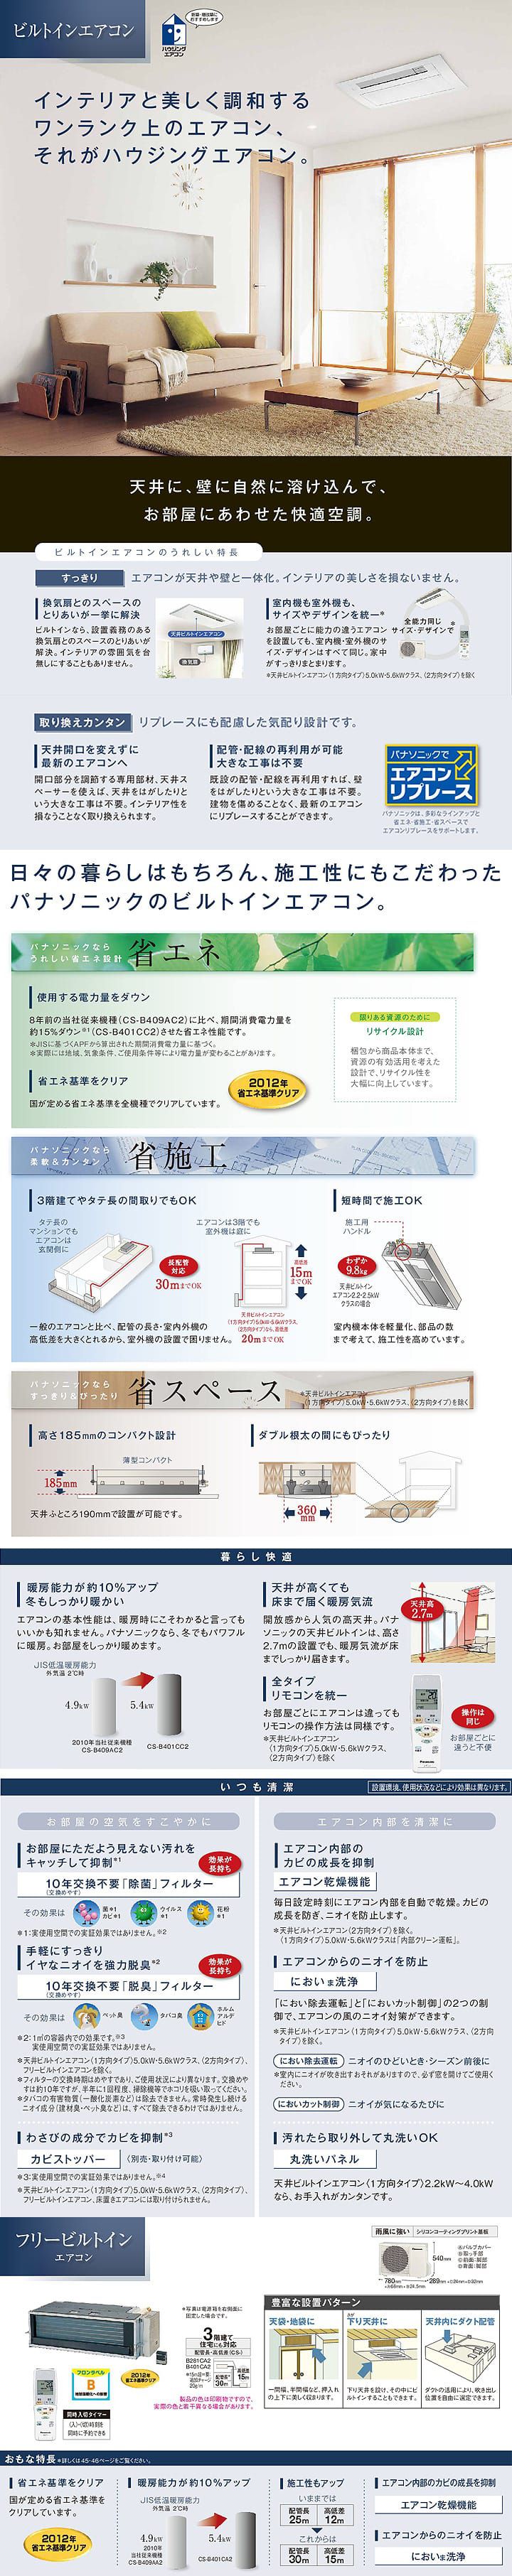 ビルトインエアコン
ハウジング
エアコン
インテリアと美しく調和する
ワンランク上のエアコン、
それがハウジングエアコン。
天井に、壁に自然に溶け込んで、
お部屋にあわせた快適空調。
ビルトインエアコンのうれしい特長
すっきり
エアコンが天井や壁と一体化。インテリアの美しさを損ないません。
換気扇とのスペースの
とりあいが一挙に解決
ビルトインなら、設置義務のある
換気扇とのスペースのとりあいが
解決。インテリアの雰囲気を台
無しにすることもありません。
天井ビルトインエアコン
換気扇
室内機も室外機も、
サイズやデザインを統一*
お部屋ごとに能力の違うエアコン
を設置しても、室内機・室外機のサ
イズ・デザインはすべて同じ。家中
がすっきりまとまります。
全能力同じ
サイズ・デザインで
*天井ビルトインエアコン〈1方向タイプ〉5.0kW・5.6kWクラス、〈2方向タイプ〉を除く
取り換えカンタン
リプレースにも配慮した気配り設計です。
天井開口を変えずに
最新のエアコンへ
開口部分を調節する専用部材、天井ス
ペーサーを使えば、天井をはがしたりと
いう大きな工事は不要。インテリア性を
損なうことなく取り換えられます。
配管・配線の再利用が可能
大きな工事は不要
既設の配管・配線を再利用すれば、壁
をはがしたりという大きな工事は不要。
建物を傷めることなく、最新のエアコン
にリプレースすることができます。
パナソニックで
エアコン
リプレース
パナソニックは、多彩なラインアップと
省エネ・省施工・省スペースで
エアコンリプレースをサポートします。
日々の暮らしはもちろん、施工性にもこだわった
パナソニックのビルトインエアコン。
パナソニックなら
うれしい省エネ設計
省エネ
使用する電力量をダウン
8年前の当社従来機種(CS-B409AC2)に比べ、期間消費電力量を
約15%ダウン*1(CS-B401CC2)させた省エネ性能です。
※JISに基づくAPFから算出された期間消費電力量に基づく。
※実際には地域、気象条件、ご使用条件等により電力量が変わることがあります。
省エネ基準をクリア
国が定める省エネ基準を全機種でクリアしています。
2012年
省エネ基準クリア
限りある資源のために
リサイクル設計
梱包から商品本体まで、
資源の有効活用を考えた
設計で、リサイクル性を
大幅に向上しています。
パナソニックなら
柔軟&カンタン
省施工
3階建てやタテ長の間取りでもOK
タテ長の
マンションでも
エアコンは
玄関側に
長配管
対応
30mまでOK
エアコンは3階でも
室外機は庭に
高低差
15m
までOK
天井ビルトインエアコン
〈1方向タイプ〉5.0kW・5.6kWクラス、
〈2方向タイプ〉なら、高低差
20mまでOK
一般のエアコンと比べ、配管の長さ・室内外機の
高低差を大きくとれるから、室外機の設置で困りません。
短時間で施工OK
施工用
ハンドル
わずか
9.8kg
天井ビルトイン
エアコン2.2・2.5kW
クラスの場合
室内機本体を軽量化、部品の数
まで考えて、施工性を高めています。
パナソニックなら
すっきり&ぴったり
省スペース
*天井ビルトインエアコン
〈1方向タイプ〉5.0kW・5.6kWクラス、〈2方向タイプ〉を除く
高さ185mmのコンパクト設計
薄型コンパクト
185mm
天井ふところ190mmで設置が可能です。
ダブル根太の間にもぴったり
360
mm
暮らし快適
暖房能力が約10%アップ
冬もしっかり暖かい
エアコンの基本性能は、暖房時にこそわかると言っても
いいかも知れません。パナソニックなら、冬でもパワフル
に暖房。お部屋をしっかり暖めます。
JIS低温暖房能力
外気温 2℃時
4.9kW
5.4kW
2010年当社従来機種
CS-B409AC2
CS-B401CC2
天井が高くても
床まで届く暖房気流
開放感から人気の高天井。パナ
ソニックの天井ビルトインは、高さ
2.7mの設置でも、暖房気流が床
までしっかり届きます。
天井高
2.7m
全タイプ
リモコンを統一
お部屋ごとにエアコンは違っても
リモコンの操作方法は同様です。
*天井ビルトインエアコン
〈1方向タイプ〉5.0kW・5.6kWクラス、
〈2方向タイプ〉を除く
操作は
同じ
お部屋ごとに
違うと不便
いつも清潔
設置環境、使用状況などにより効果は異なります。
お部屋の空気をすこやかに
お部屋にただよう見えない汚れを
キャッチして抑制*1
効果が
長持ち
10年交換不要「除菌」フィルター
(交換めやす)
その効果は
菌*1
カビ*1
ウイルス
*1
花粉
*1
*1:実使用空間での実証効果ではありません。※2
手軽にすっきり
イヤなニオイを強力脱臭*2
効果が
長持ち
10年交換不要「脱臭」フィルター
(交換めやす)
その効果は
ペット臭
タバコ臭
ホルム
アルデ
ヒド
*2:1㎥の容器内での効果です。※3
実使用空間での実証効果ではありません。
*天井ビルトインエアコン〈1方向タイプ〉5.0kW・5.6kWクラス、〈2方向タイプ〉、
フリービルトインエアコンを除く。
*フィルターの交換時期はめやすであり、ご使用状況により異なります。交換めや
すは約10年ですが、半年に1回程度、掃除機等でホコリを吸い取ってください。
*タバコの有害物質(一酸化炭素など)は除去できません。常時発生し続ける
ニオイ成分(建材臭・ペット臭など)は、すべて除去できるわけではありません。
わさびの成分でカビを抑制*3
カビストッパー
〈別売・取り付け可能〉
*3:実使用空間での実証効果ではありません。※4
*天井ビルトインエアコン〈1方向タイプ〉5.0kW・5.6kWクラス、〈2方向タイプ〉、
フリービルトインエアコン、床置きエアコンには取り付けられません。
エアコン内部を清潔に
エアコン内部の
カビの成長を抑制
エアコン乾燥機能
毎日設定時刻にエアコン内部を自動で乾燥。カビの
成長を防ぎ、ニオイを防止します。
*天井ビルトインエアコン〈2方向タイプ〉を除く。
〈1方向タイプ〉5.0kW・5.6kWクラスは「内部クリーン運転」。
エアコンからのニオイを防止
におい洗浄
「におい除去運転」と「においカット制御」の2つの制
御で、エアコンの風のニオイ対策ができます。
*天井ビルトインエアコン〈1方向タイプ〉5.0kW・5.6kWクラス、〈2方向
タイプ〉を除く。
におい除去運転
ニオイのひどいとき・シーズン前後に
*室内にニオイが吹き出すおそれがありますので、必ず窓を開けてご使用く
ださい。
においカット制御
ニオイが気になるたびに
汚れたら取り外して丸洗いOK
丸洗いパネル
天井ビルトインエアコン〈1方向タイプ〉2.2kW~4.0kW
なら、お手入れがカンタンです。
フリービルトイン
エアコン
雨風に強い
シリコンコーティングプリント基板
540mm
780mm
289mm
3階建て
住宅にも対応
配管長・高低差(CS-)
B281CA2
B401CA2
配管長
30m
高低差
15m
フロンラベル
B
2012年
省エネ基準クリア
同時入切タイマー
〈入〉〈切〉時刻を
同時に予約できる
製品の色は印刷物ですので、
実際の色と若干異なる場合があります。
豊富な設置パターン
天袋・地袋に
一間幅、半間幅など、押入れ
の上下に美しく収まります。
下り天井に
下り天井を設け、その中にビ
ルトインすることもできます。
天井内にダクト配管
ダクトの活用により、吹き出し
位置を自由に選定できます。
おもな特長
*詳しくは45-46ページをご覧ください。
省エネ基準をクリア
国が定める省エネ基準を
クリアしています。
2012年
省エネ基準クリア
暖房能力が約10%アップ
JIS低温暖房能力
外気温 2℃時
4.9kW
5.4kW
2010年
当社従来機種
CS-B409AA2
CS-B401CA2
施工性もアップ
いままでは
配管長
25m
高低差
12m
これからは
配管長
30m
高低差
15m
エアコン内部のカビの成長を抑制
エアコン乾燥機能
エアコンからのニオイを防止
におい洗浄